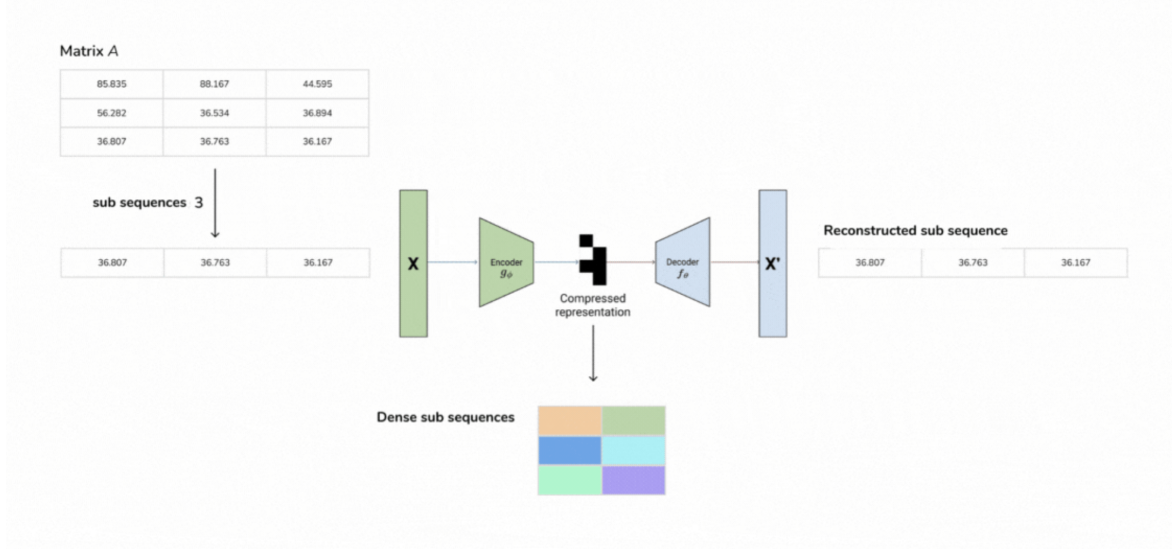 Matrix A
85.835 88.167 44.595
56.282 36.534 36.894
36.807 36.763 36.167
sub sequences 3
36.807 36.763 36.167
X
Encoder
gϕ
Compressed
representation
Decoder
fθ
X'
Reconstructed sub sequence
36.807 36.763 36.167
Dense sub sequences